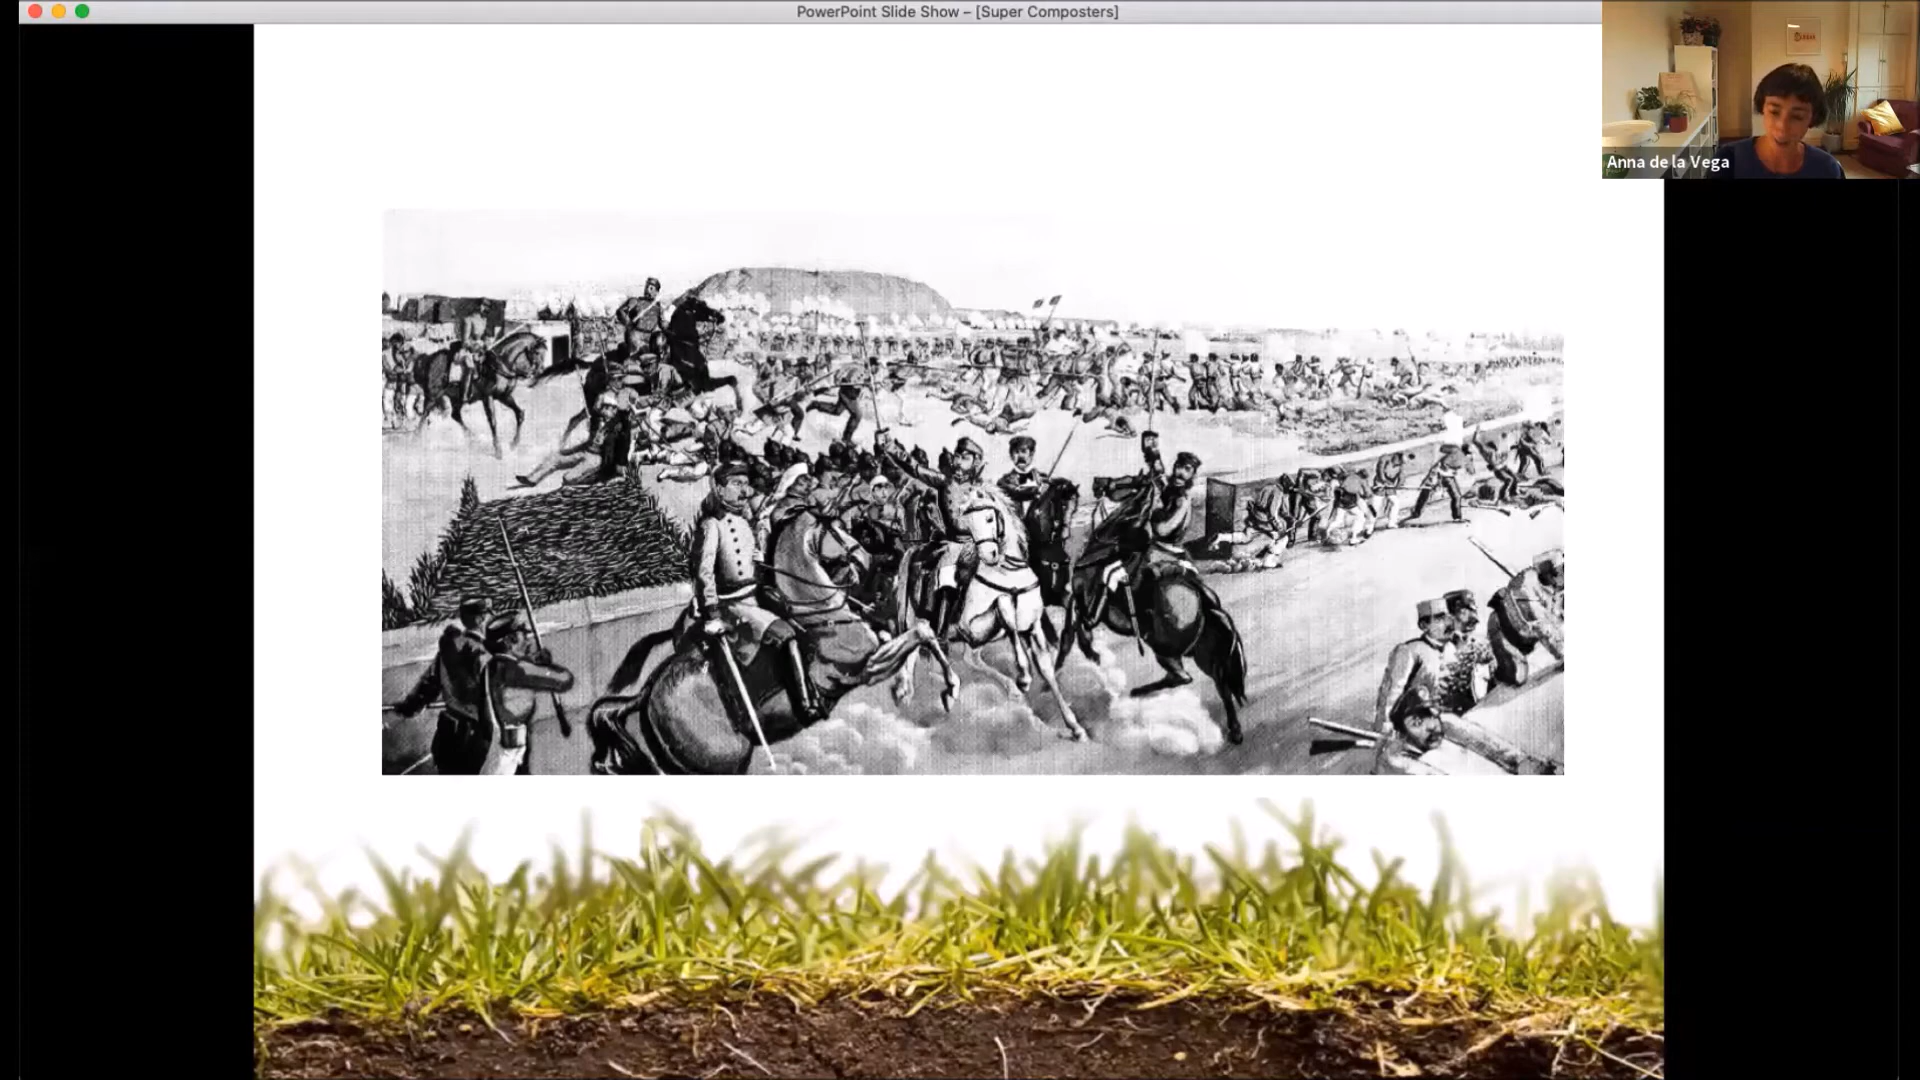 PowerPoint Slide Show – [Super Composters]
Anna de la Vega